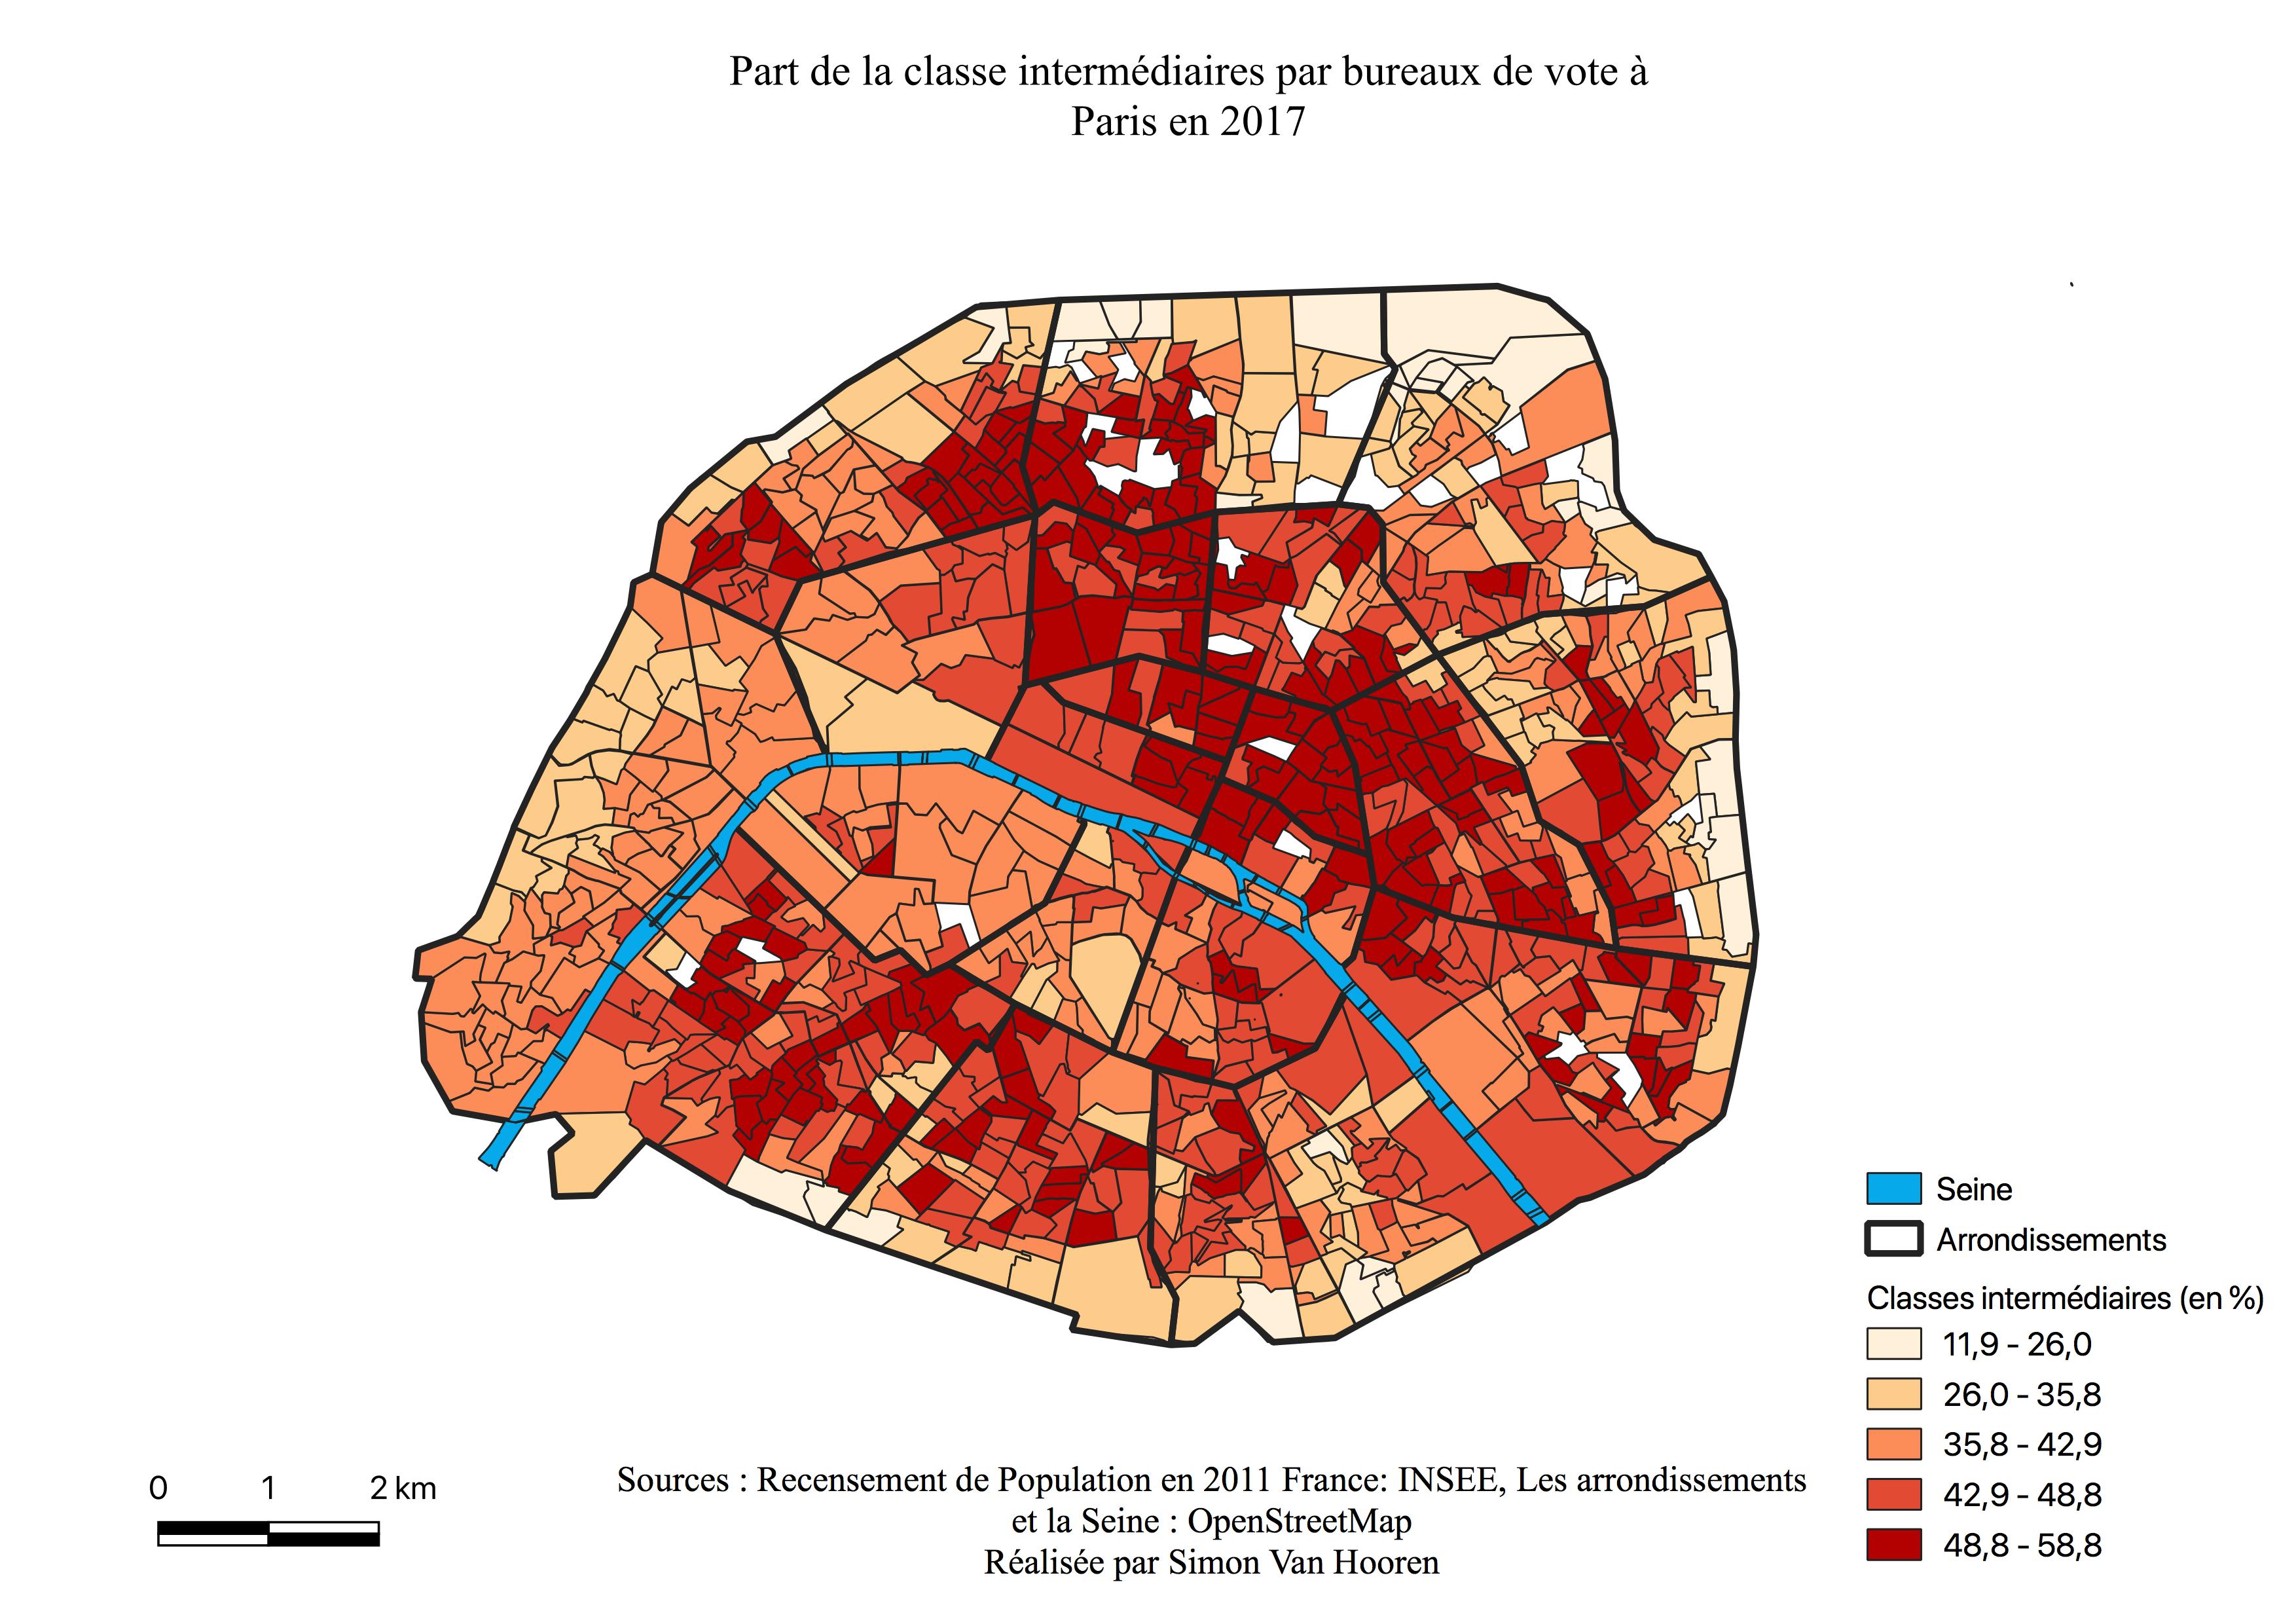 Part de la classe intermédiaires par bureaux de vote à
Paris en 2017
Seine
Arrondissements
Classes intermédiaires (en %)
11,9 - 26,0
26,0 - 35,8
35,8 - 42,9
42,9 - 48,8
48,8 - 58,8
0 1 2 km
Sources : Recensement de Population en 2011 France: INSEE, Les arrondissements
et la Seine : OpenStreetMap
Réalisée par Simon Van Hooren